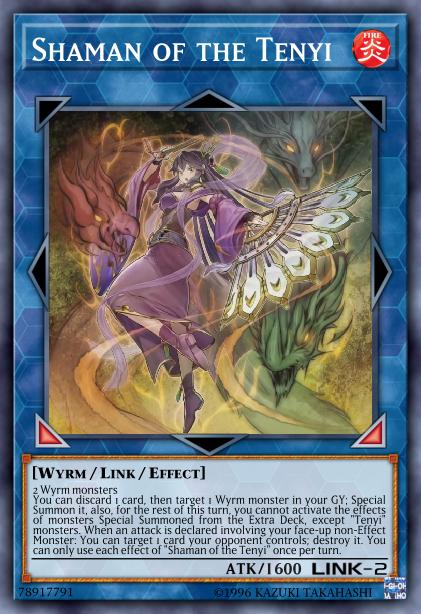 SHAMAN OF THE TENYI
FIRE
炎
[WYRM / LINK / EFFECT]
2 Wyrm monsters
You can discard 1 card, then target 1 Wyrm monster in your GY; Special
Summon it, also, for the rest of this turn, you cannot activate the effects
of monsters Special Summoned from the Extra Deck, except "Tenyi"
monsters. When an attack is declared involving your face-up non-Effect
Monster: You can target 1 card your opponent controls; destroy it. You
can only use each effect of "Shaman of the Tenyi" once per turn.
ATK/1600 LINK-2
78917791 ©1996 KAZUKI TAKAHASHI